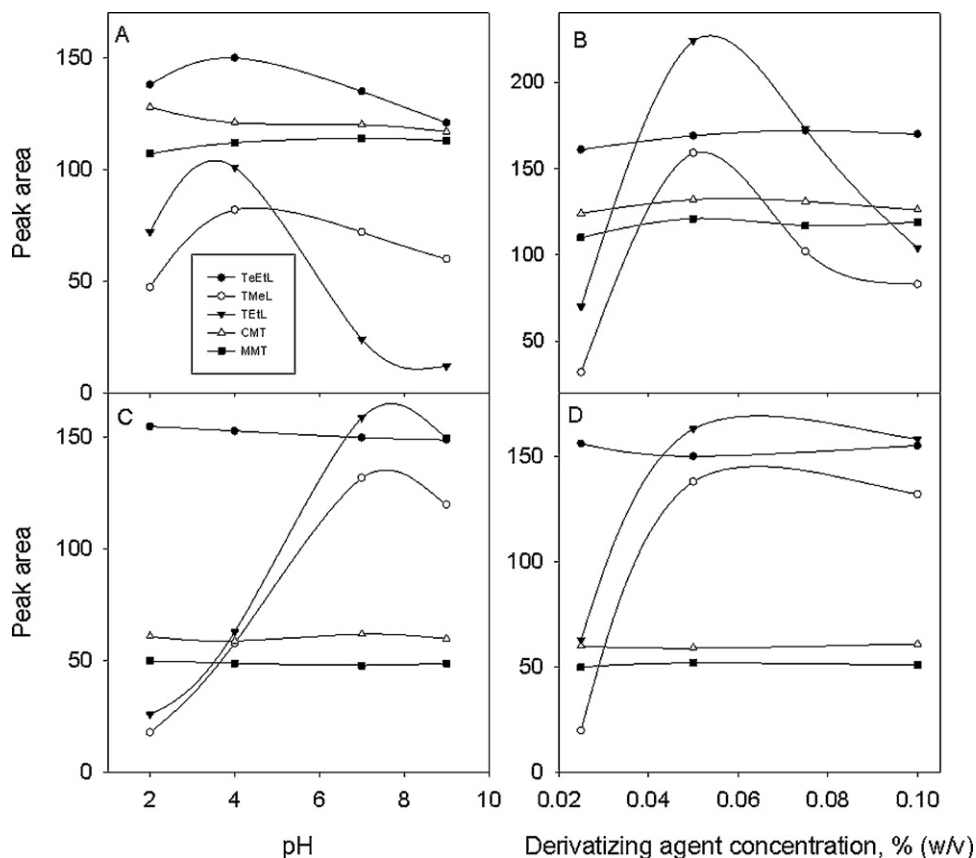 A
B
150
100
50
0
Peak area
TeEtL
TMeL
TEtL
CMT
MMT
200
150
100
50
C
D
150
100
50
0
Peak area
150
100
50
0
2 4 6 8 10
0.02 0.04 0.06 0.08 0.10
pH
Derivatizing agent concentration, % (w/v)